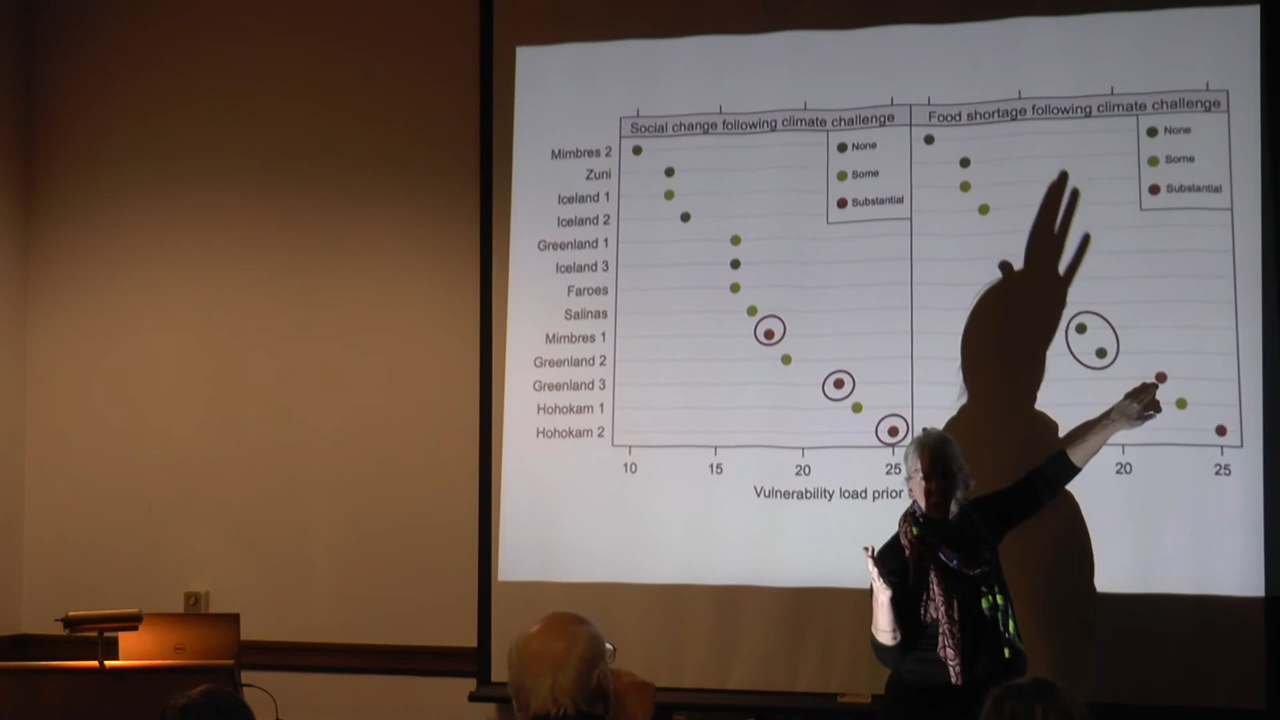 Social change following climate challenge
Food shortage following climate challenge
None
Some
Substantial
None
Some
Substantial
Mimbres 2
Zuni
Iceland 1
Iceland 2
Greenland 1
Iceland 3
Faroes
Salinas
Mimbres 1
Greenland 2
Greenland 3
Hohokam 1
Hohokam 2
10 15 20 25 20 25
Vulnerability load prior